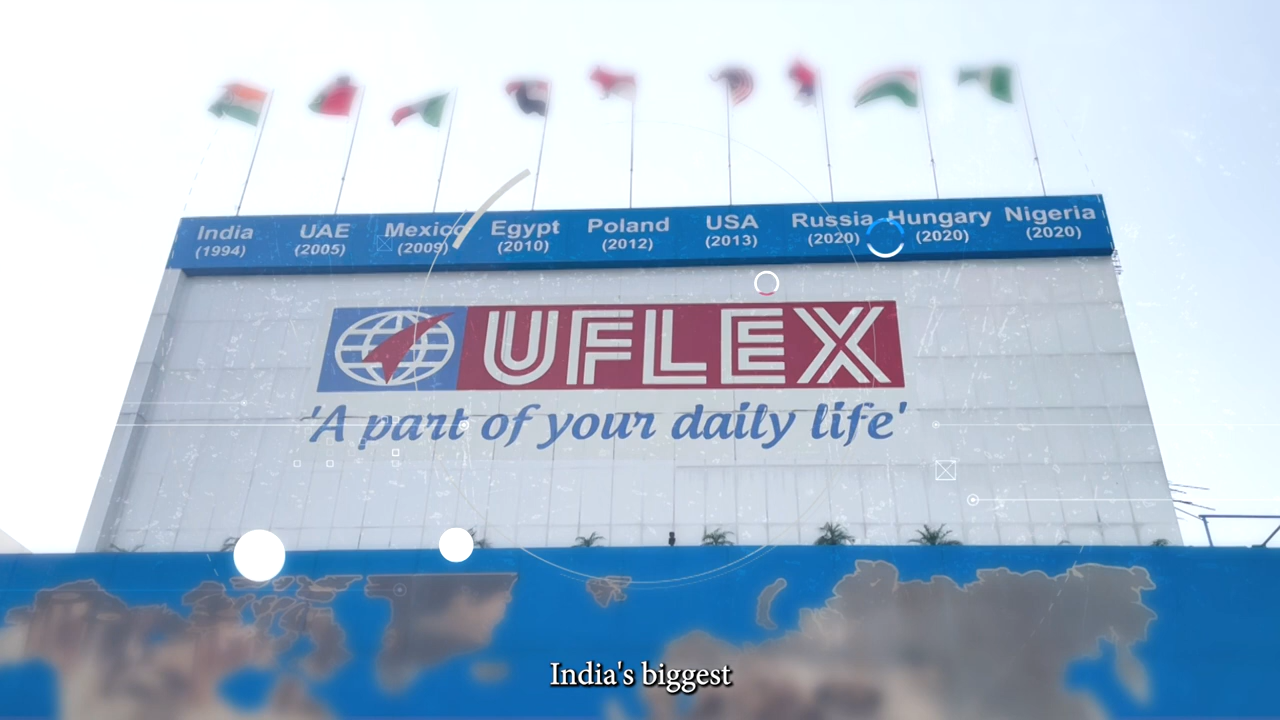 India UAE Mexico Egypt Poland USA Russia Hungary Nigeria
(1994) (2005) (2009) (2010) (2012) (2013) (2020) (2020) (2020)
UFLEX
'A part of your daily life'
India's biggest